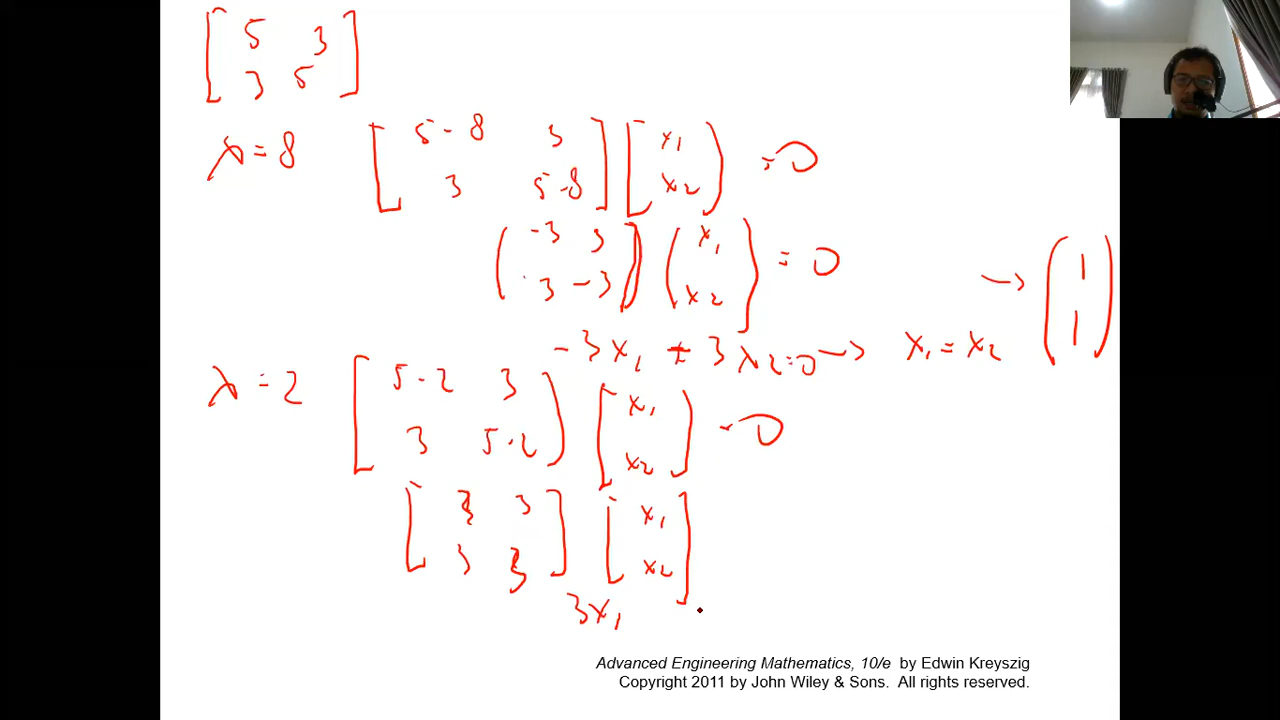 [ 5 3 ]
[ 3 5 ]
λ = 8 [ 5 - 8 3 ] [ x₁ ] = 0
[ 3 5 - 8 ] [ x₂ ]
( -3 3 ) ( x₁ ) = 0
( 3 -3 ) ( x₂ )
→ ( 1 )
( 1 )
-3x₁ + 3x₂ = 0 → x₁ = x₂
λ = 2 [ 5 - 2 3 ] [ x₁ ] = 0
[ 3 5 - 2 ] [ x₂ ]
[ 3 3 ] [ x₁ ]
[ 3 3 ] [ x₂ ]
3x₁
Advanced Engineering Mathematics, 10/e by Edwin Kreyszig
Copyright 2011 by John Wiley & Sons. All rights reserved.